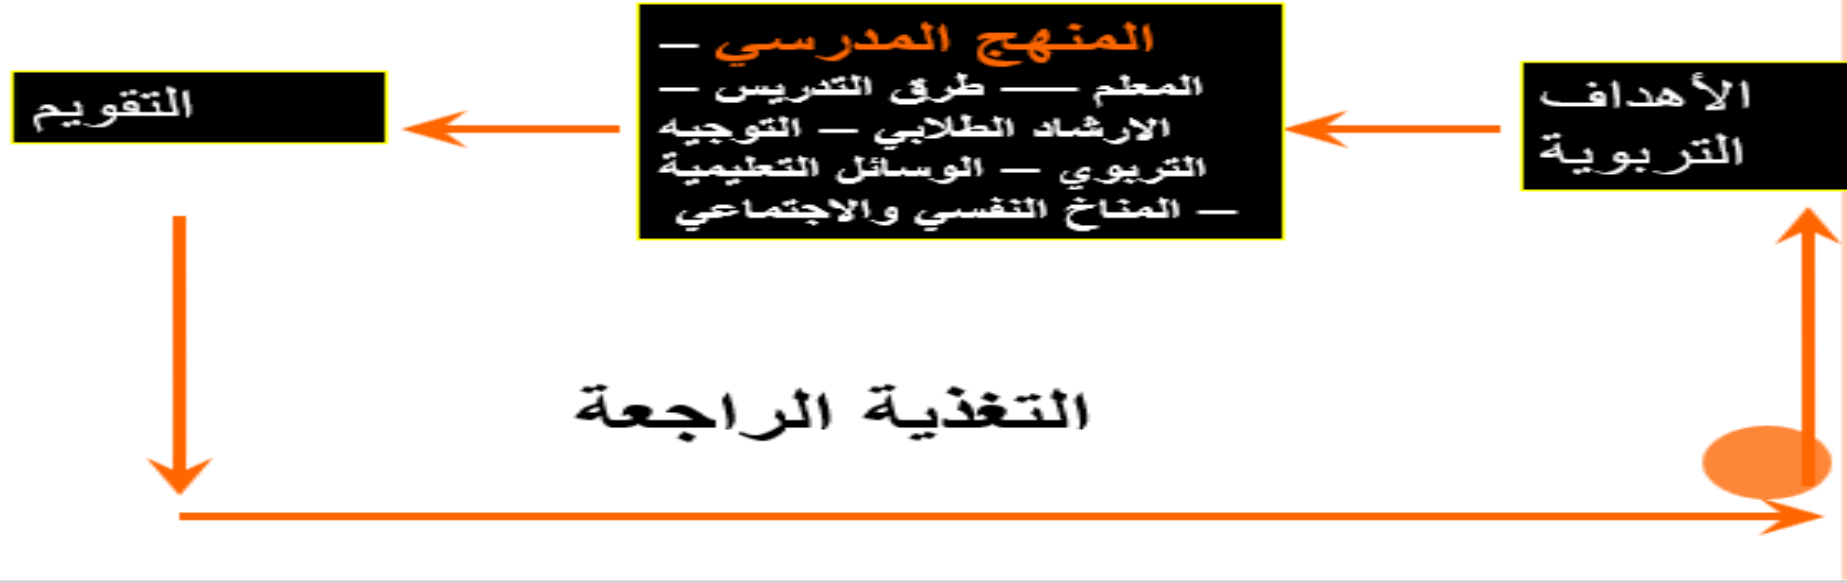 الأهداف
التربوية
المنهج المدرسي –
المعلم –– طرق التدريس –
الارشاد الطلابي – التوجيه
التربوي – الوسائل التعليمية
– المناخ النفسي والاجتماعي
التقويم
التغذية الراجعة